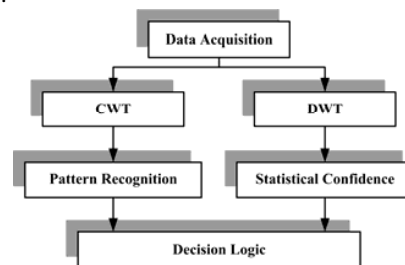 Data Acquisition
CWT
DWT
Pattern Recognition
Statistical Confidence
Decision Logic